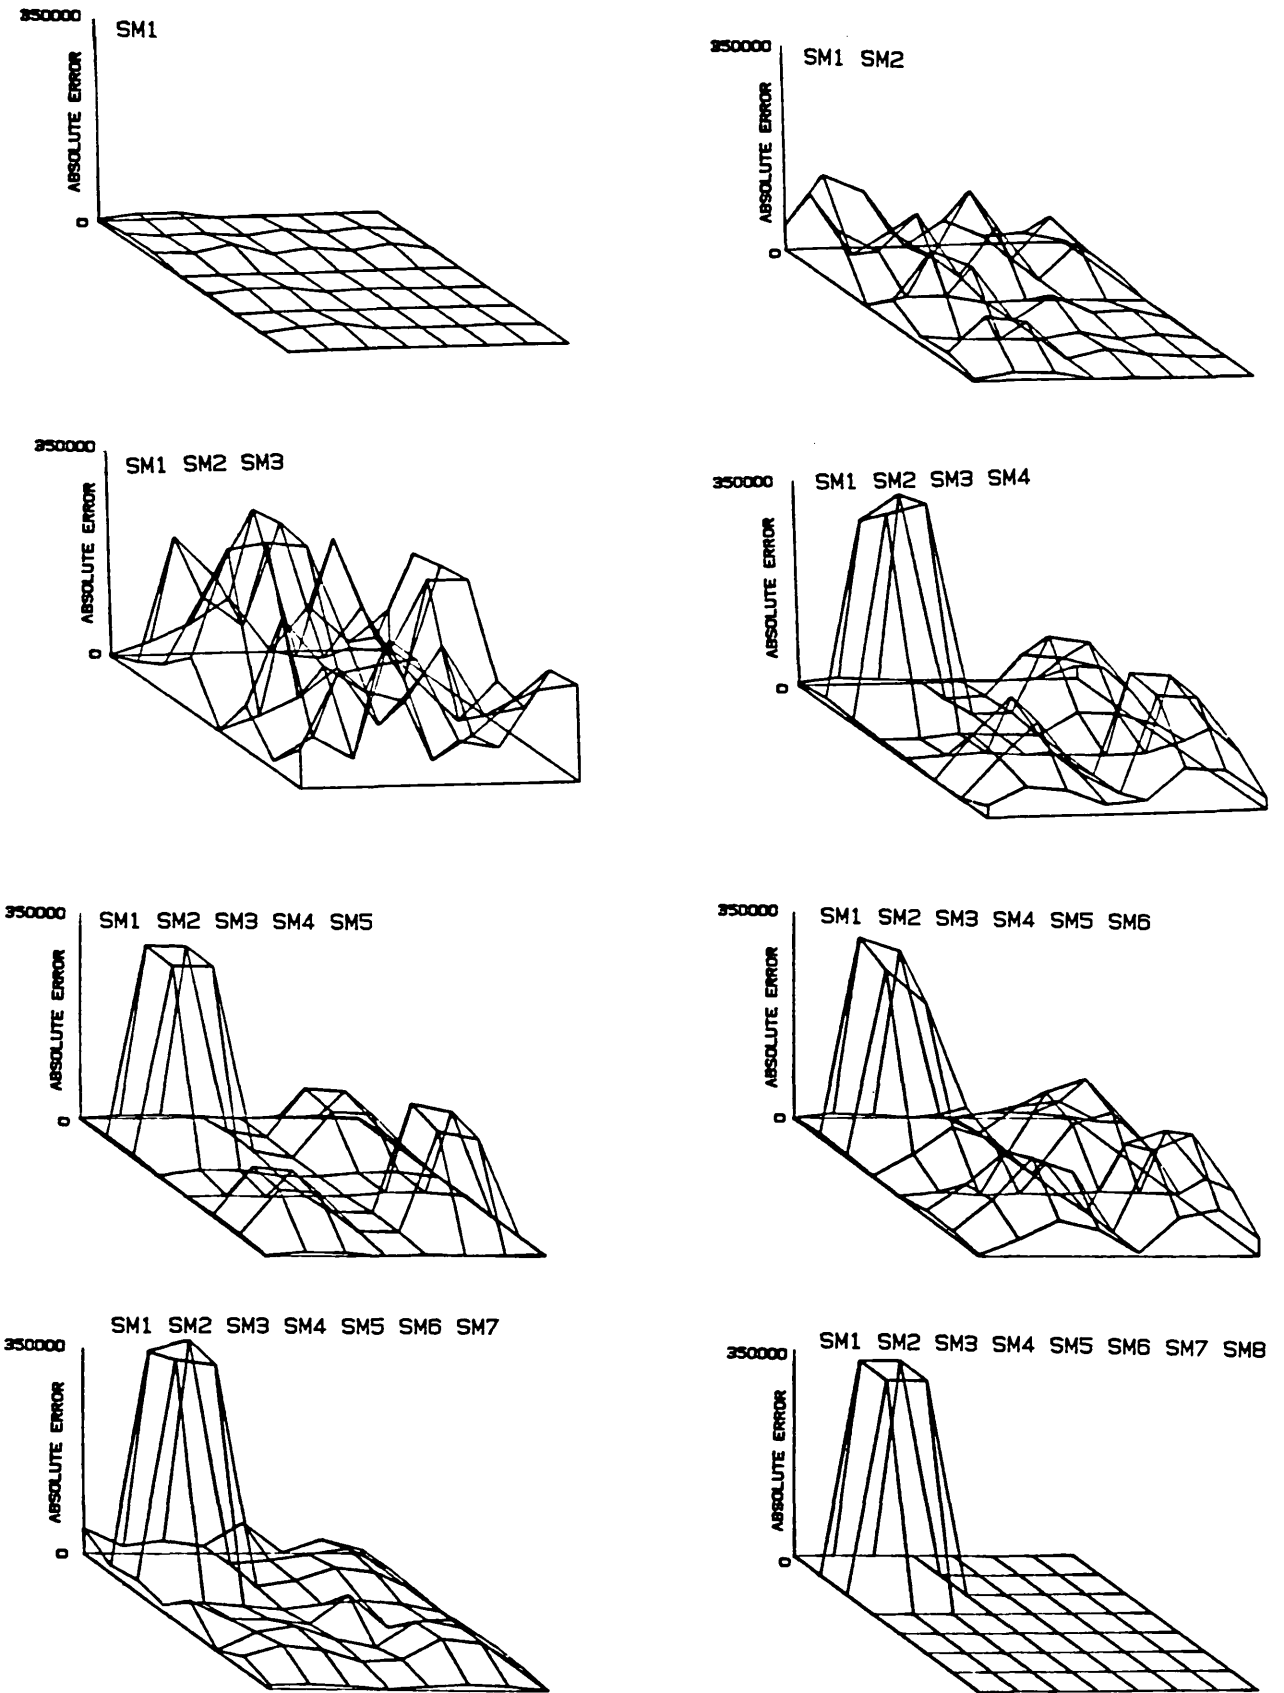 350000
SM1
ABSOLUTE ERROR
0
350000
SM1 SM2
ABSOLUTE ERROR
0
350000
SM1 SM2 SM3
ABSOLUTE ERROR
0
350000
SM1 SM2 SM3 SM4
ABSOLUTE ERROR
0
350000
SM1 SM2 SM3 SM4 SM5
ABSOLUTE ERROR
0
350000
SM1 SM2 SM3 SM4 SM5 SM6
ABSOLUTE ERROR
0
350000
SM1 SM2 SM3 SM4 SM5 SM6 SM7
ABSOLUTE ERROR
0
350000
SM1 SM2 SM3 SM4 SM5 SM6 SM7 SM8
ABSOLUTE ERROR
0